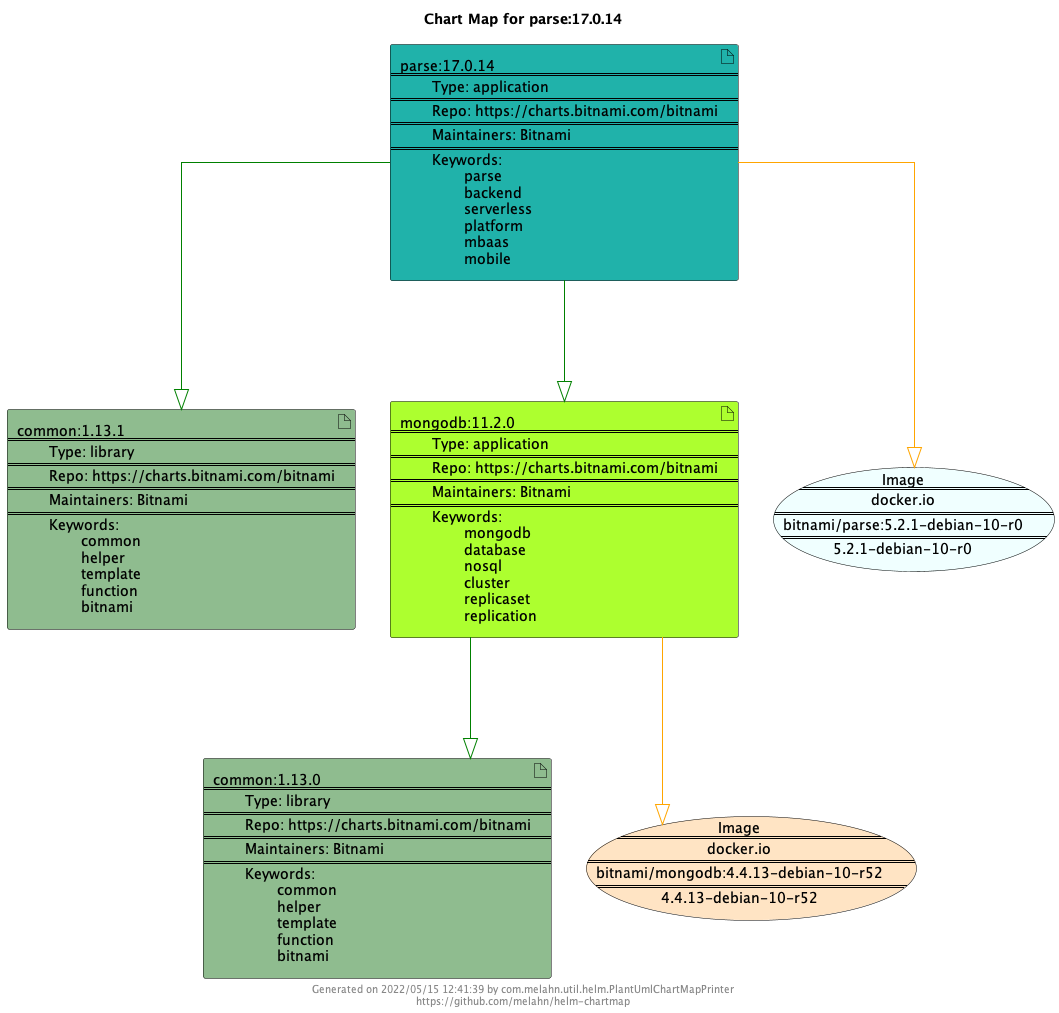 Chart Map for parse:17.0.14
parse:17.0.14
Type: application
Repo: https://charts.bitnami.com/bitnami
Maintainers: Bitnami
Keywords:
parse
backend
serverless
platform
mbaas
mobile
common:1.13.1
Type: library
Repo: https://charts.bitnami.com/bitnami
Maintainers: Bitnami
Keywords:
common
helper
template
function
bitnami
mongodb:11.2.0
Type: application
Repo: https://charts.bitnami.com/bitnami
Maintainers: Bitnami
Keywords:
mongodb
database
nosql
cluster
replicaset
replication
Image
docker.io
bitnami/parse:5.2.1-debian-10-r0
5.2.1-debian-10-r0
common:1.13.0
Type: library
Repo: https://charts.bitnami.com/bitnami
Maintainers: Bitnami
Keywords:
common
helper
template
function
bitnami
Image
docker.io
bitnami/mongodb:4.4.13-debian-10-r52
4.4.13-debian-10-r52
Generated on 2022/05/15 12:41:39 by com.melahn.util.helm.PlantUmlChartMapPrinter
https://github.com/melahn/helm-chartmap